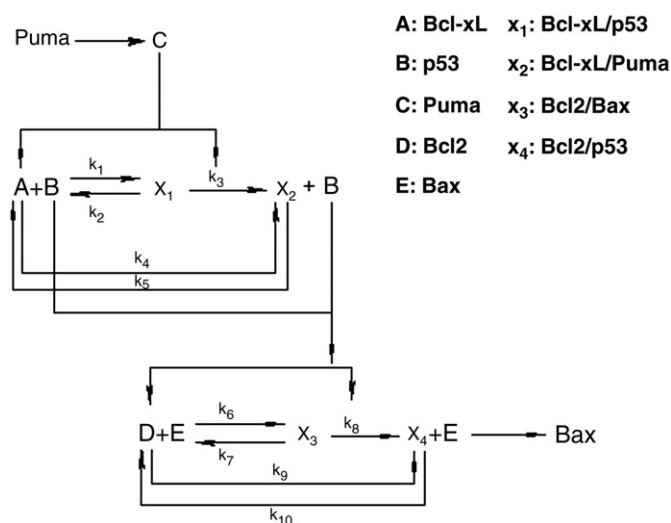 Puma C
A: Bcl-xL x₁: Bcl-xL/p53
B: p53 x₂: Bcl-xL/Puma
C: Puma x₃: Bcl2/Bax
D: Bcl2 x₄: Bcl2/p53
E: Bax
k₁
A+B X₁ k₃ X₂ + B
k₂
k₄
k₅
k₆
D+E X₃ k₈ X₄+E Bax
k₇
k₉
k₁₀